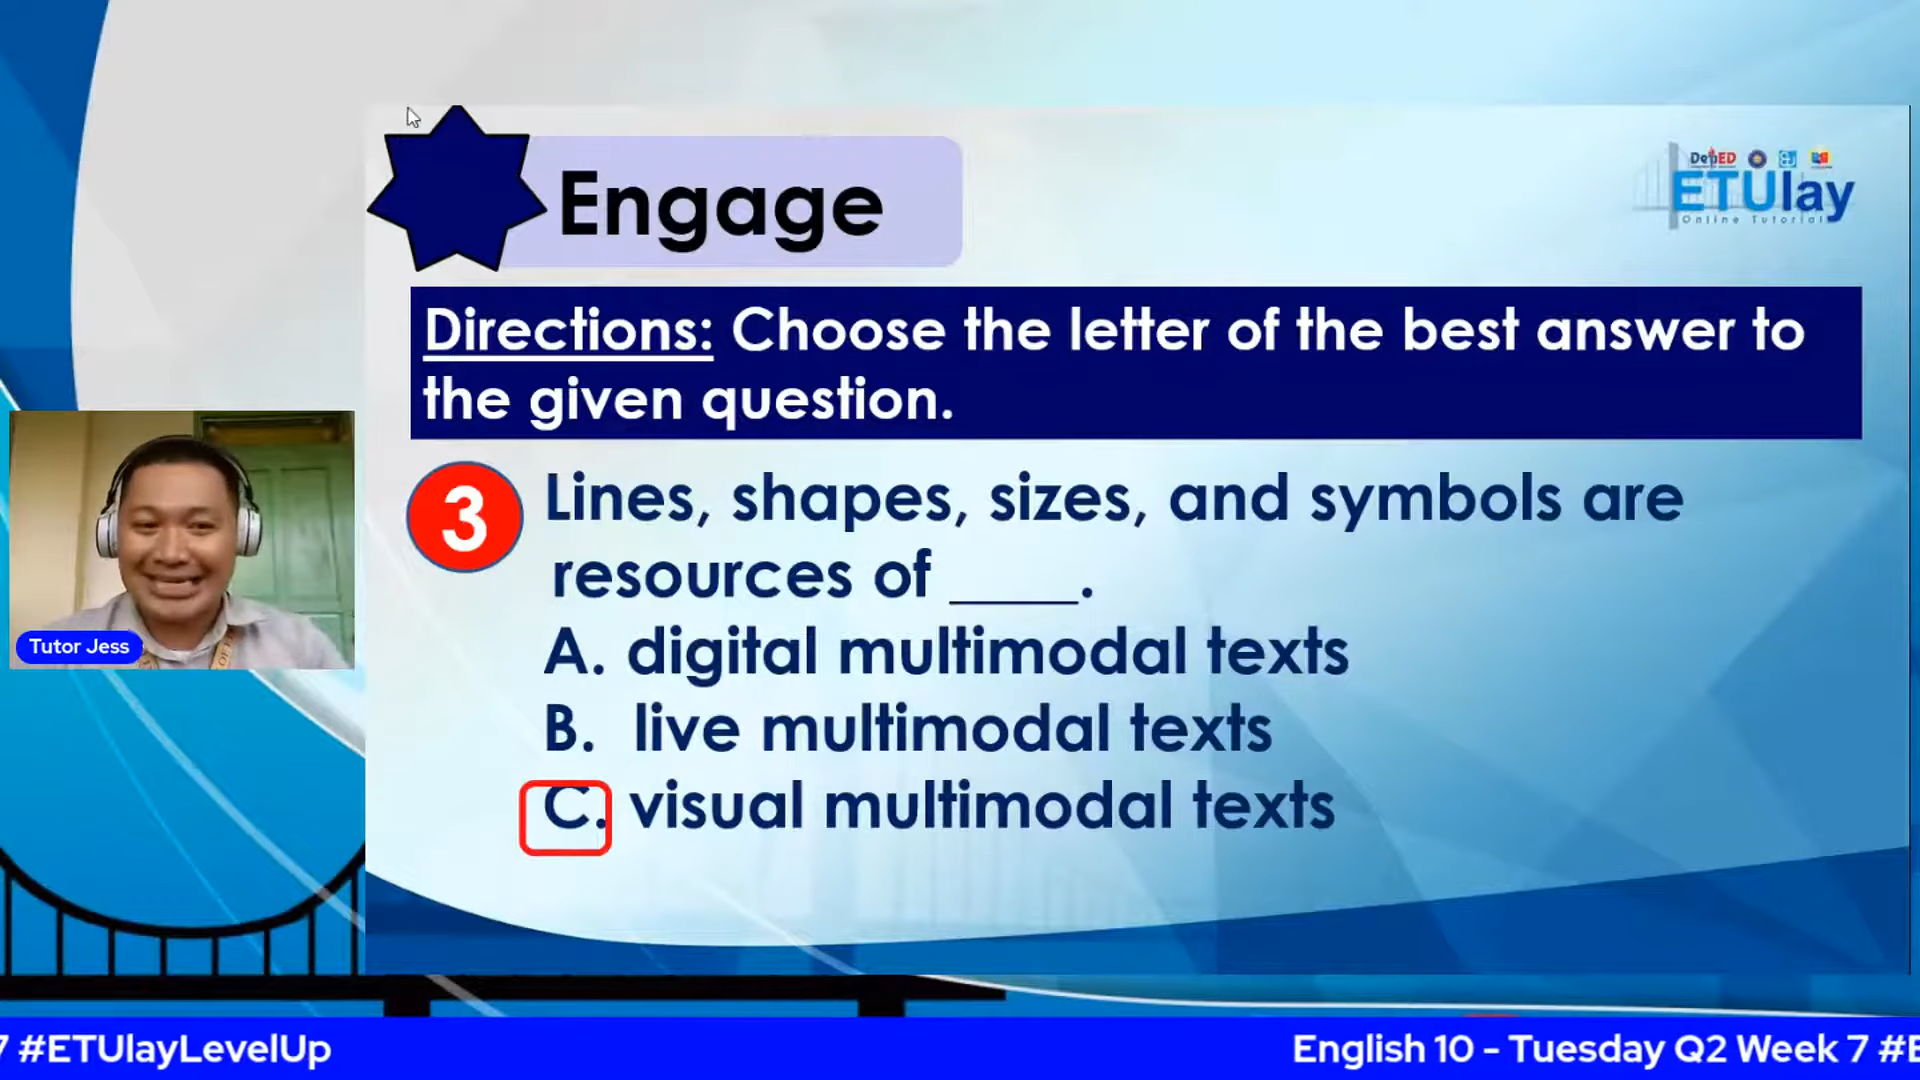 Engage
DepED
ETUlay
Online Tutorial
Directions: Choose the letter of the best answer to
the given question.
3
Lines, shapes, sizes, and symbols are
resources of ____.
A. digital multimodal texts
B. live multimodal texts
C. visual multimodal texts
Tutor Jess
7 #ETUlayLevelUp
English 10 - Tuesday Q2 Week 7 #E